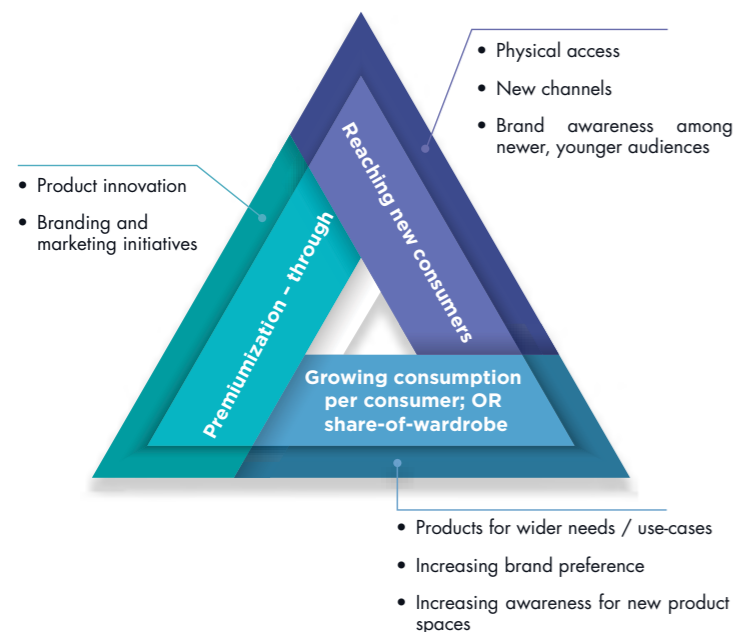 • Physical access
• New channels
• Brand awareness among
newer, younger audiences
• Product innovation
• Branding and
marketing initiatives
Reaching new consumers
Premiumization – through
Growing consumption
per consumer; OR
share-of-wardrobe
• Products for wider needs / use-cases
• Increasing brand preference
• Increasing awareness for new product
spaces